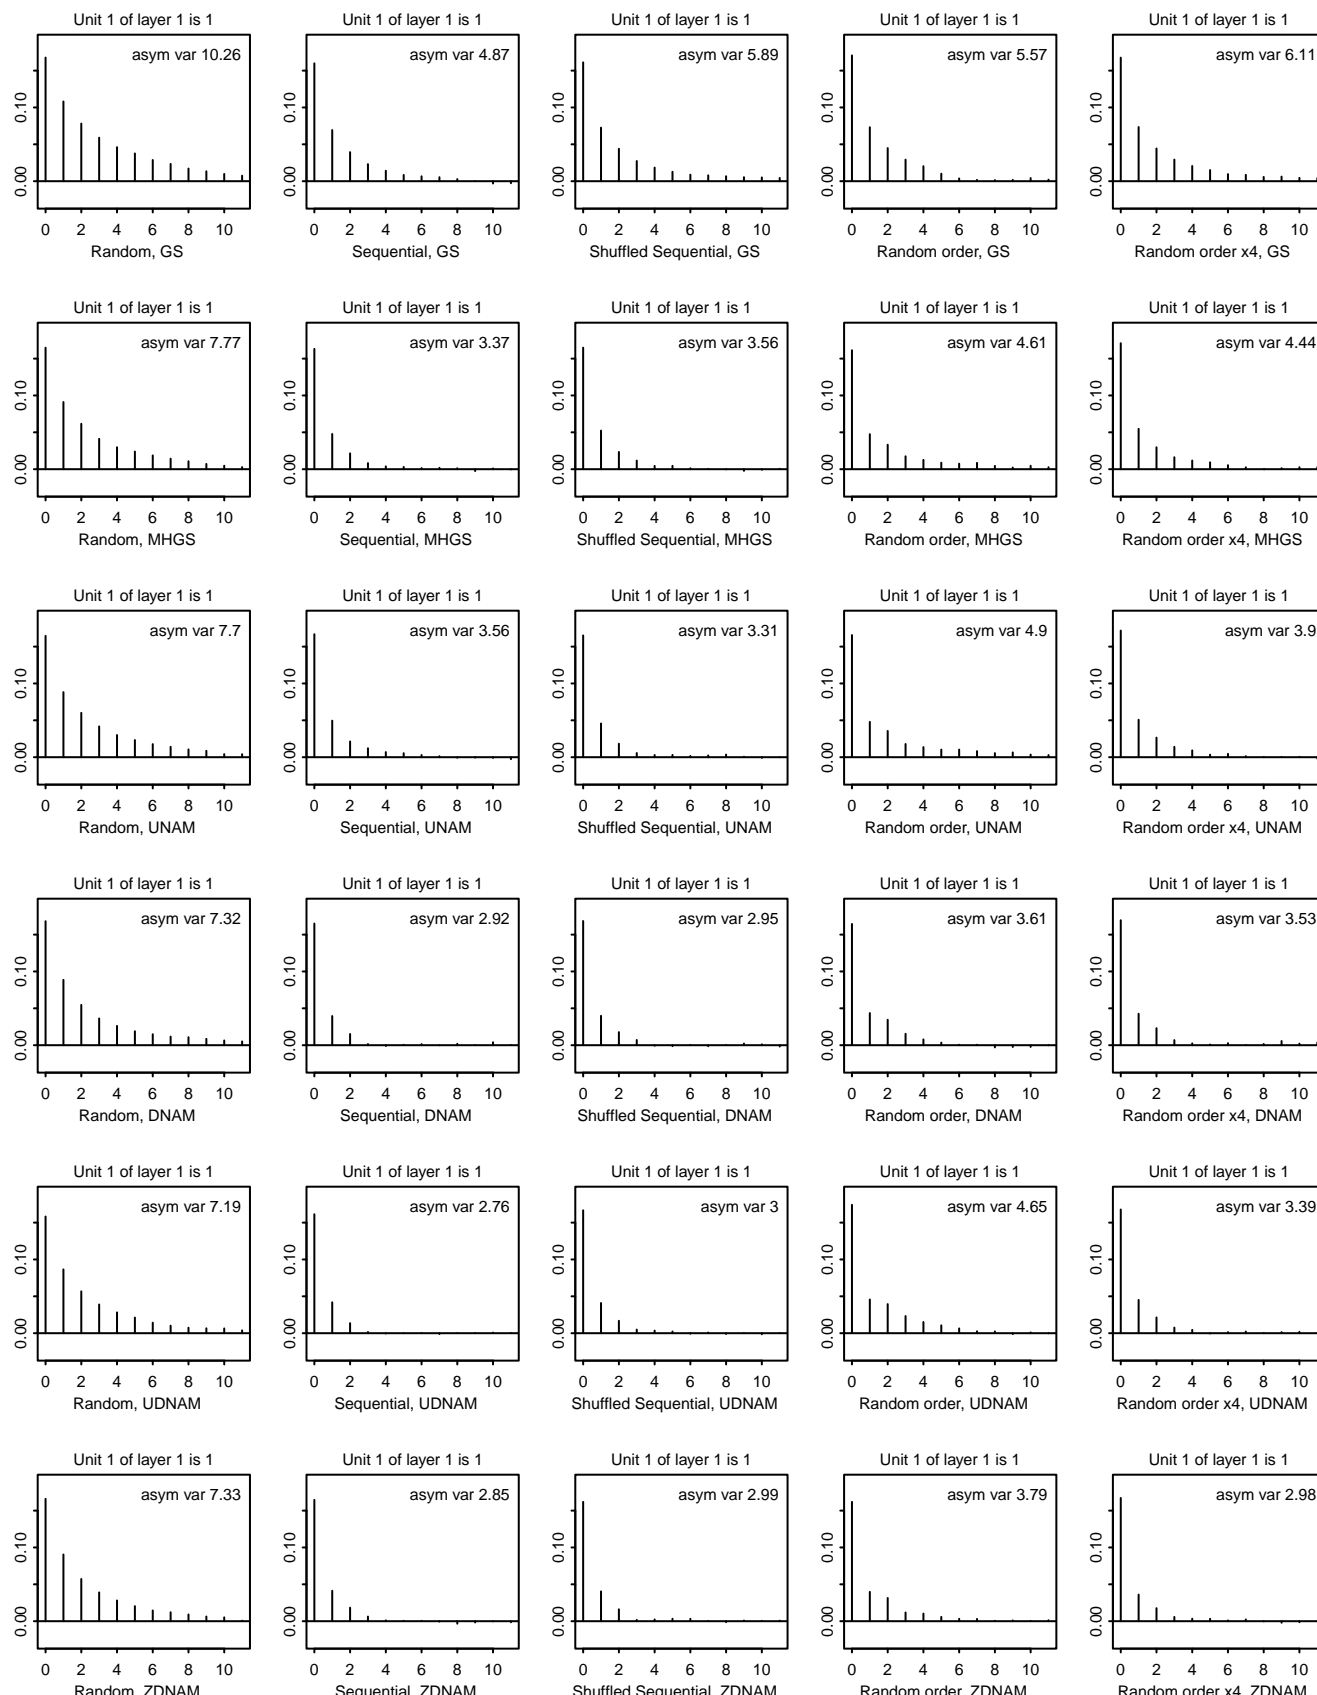 Unit 1 of layer 1 is 1 Unit 1 of layer 1 is 1 Unit 1 of layer 1 is 1 Unit 1 of layer 1 is 1 Unit 1 of layer 1 is 1
asym var 10.26 asym var 4.87 asym var 5.89 asym var 5.57 asym var 6.11
0.10 0.10 0.10 0.10 0.10
0.00 0.00 0.00 0.00 0.00
0 2 4 6 8 10 0 2 4 6 8 10 0 2 4 6 8 10 0 2 4 6 8 10 0 2 4 6 8 10
Random, GS Sequential, GS Shuffled Sequential, GS Random order, GS Random order x4, GS
Unit 1 of layer 1 is 1 Unit 1 of layer 1 is 1 Unit 1 of layer 1 is 1 Unit 1 of layer 1 is 1 Unit 1 of layer 1 is 1
asym var 7.77 asym var 3.37 asym var 3.56 asym var 4.61 asym var 4.44
0.10 0.10 0.10 0.10 0.10
0.00 0.00 0.00 0.00 0.00
0 2 4 6 8 10 0 2 4 6 8 10 0 2 4 6 8 10 0 2 4 6 8 10 0 2 4 6 8 10
Random, MHGS Sequential, MHGS Shuffled Sequential, MHGS Random order, MHGS Random order x4, MHGS
Unit 1 of layer 1 is 1 Unit 1 of layer 1 is 1 Unit 1 of layer 1 is 1 Unit 1 of layer 1 is 1 Unit 1 of layer 1 is 1
asym var 7.7 asym var 3.56 asym var 3.31 asym var 4.9 asym var 3.9
0.10 0.10 0.10 0.10 0.10
0.00 0.00 0.00 0.00 0.00
0 2 4 6 8 10 0 2 4 6 8 10 0 2 4 6 8 10 0 2 4 6 8 10 0 2 4 6 8 10
Random, UNAM Sequential, UNAM Shuffled Sequential, UNAM Random order, UNAM Random order x4, UNAM
Unit 1 of layer 1 is 1 Unit 1 of layer 1 is 1 Unit 1 of layer 1 is 1 Unit 1 of layer 1 is 1 Unit 1 of layer 1 is 1
asym var 7.32 asym var 2.92 asym var 2.95 asym var 3.61 asym var 3.53
0.10 0.10 0.10 0.10 0.10
0.00 0.00 0.00 0.00 0.00
0 2 4 6 8 10 0 2 4 6 8 10 0 2 4 6 8 10 0 2 4 6 8 10 0 2 4 6 8 10
Random, DNAM Sequential, DNAM Shuffled Sequential, DNAM Random order, DNAM Random order x4, DNAM
Unit 1 of layer 1 is 1 Unit 1 of layer 1 is 1 Unit 1 of layer 1 is 1 Unit 1 of layer 1 is 1 Unit 1 of layer 1 is 1
asym var 7.19 asym var 2.76 asym var 3 asym var 4.65 asym var 3.39
0.10 0.10 0.10 0.10 0.10
0.00 0.00 0.00 0.00 0.00
0 2 4 6 8 10 0 2 4 6 8 10 0 2 4 6 8 10 0 2 4 6 8 10 0 2 4 6 8 10
Random, UDNAM Sequential, UDNAM Shuffled Sequential, UDNAM Random order, UDNAM Random order x4, UDNAM
Unit 1 of layer 1 is 1 Unit 1 of layer 1 is 1 Unit 1 of layer 1 is 1 Unit 1 of layer 1 is 1 Unit 1 of layer 1 is 1
asym var 7.33 asym var 2.85 asym var 2.99 asym var 3.79 asym var 2.98
0.10 0.10 0.10 0.10 0.10
0.00 0.00 0.00 0.00 0.00
0 2 4 6 8 10 0 2 4 6 8 10 0 2 4 6 8 10 0 2 4 6 8 10 0 2 4 6 8 10
Random, ZDNAM Sequential, ZDNAM Shuffled Sequential, ZDNAM Random order, ZDNAM Random order x4, ZDNAM